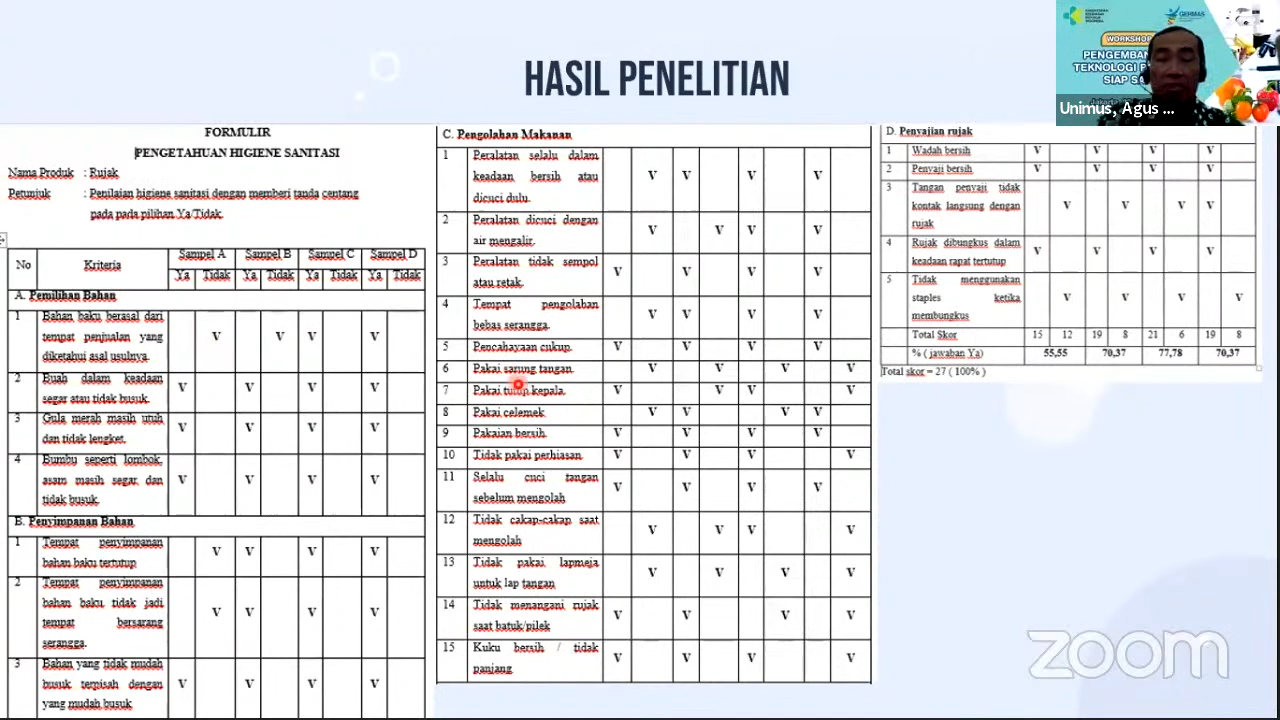 HASIL PENELITIAN
GERMAS
WORKSHOP
Unimus, Agus ...
FORMULIR
PENGETAHUAN HIGIENE SANITASI
Nama Produk : Rujak
Petunjuk : Penilaian higiene sanitasi dengan memberi tanda centang
pada pada pilihan Ya/Tidak
No Kriteria Sampel A Sampel B Sampel C Sampel D
Ya Tidak Ya Tidak Ya Tidak Ya Tidak
A. Pemilihan Bahan
1 Bahan baku berasal dari
tempat penjualan yang V V V V
diketahui asal usulnya.
2 Buah dalam keadaan
segar atau tidak busuk. V V V V
3 Gula merah masih utuh
dan tidak lengket. V V V V
4 Bumbu seperti lombok,
asam masih segar dan V V V V
tidak busuk.
B. Penyimpanan Bahan
1 Tempat penyimpanan
bahan baku tertutup V V V V
2 Tempat penyimpanan
bahan baku tidak jadi
tempat bersarang V V V V
serangga.
3 Bahan yang tidak mudah
busuk terpisah dengan V V V V
yang mudah busuk
C. Pengolahan Makanan
1 Peralatan selalu dalam
keadaan bersih atau V V V V
dicuci dulu.
2 Peralatan dicuci dengan
air mengalir. V V V V
3 Peralatan tidak sempol
atau retak. V V V V
4 Tempat pengolahan
bebas serangga. V V V V
5 Pencahayaan cukup. V V V V
6 Pakai sarung tangan. V V V V
7 Pakai tutup kepala. V V V V
8 Pakai celemek V V V V
9 Pakaian bersih. V V V V
10 Tidak pakai perhiasan. V V V V
11 Selalu cuci tangan
sebelum mengolah V V V V
12 Tidak cakap-cakap saat
mengolah V V V V
13 Tidak pakai lapmeja
untuk lap tangan V V V V
14 Tidak menangani rujak
saat batuk/pilek V V V V
15 Kuku bersih / tidak
panjang V V V V
D. Penyajian rujak
1 Wadah bersih V V V V
2 Penyaji bersih V V V V
3 Tangan penyaji tidak
kontak langsung dengan V V V V
rujak
4 Rujak dibungkus dalam
keadaan rapat tertutup V V V V
5 Tidak menggunakan
staples ketika V V V V
membungkus
Total Skor 15 12 19 8 21 6 19 8
% ( jawaban Ya) 55,55 70,37 77,78 70,37
Total skor = 27 ( 100% )
zoom